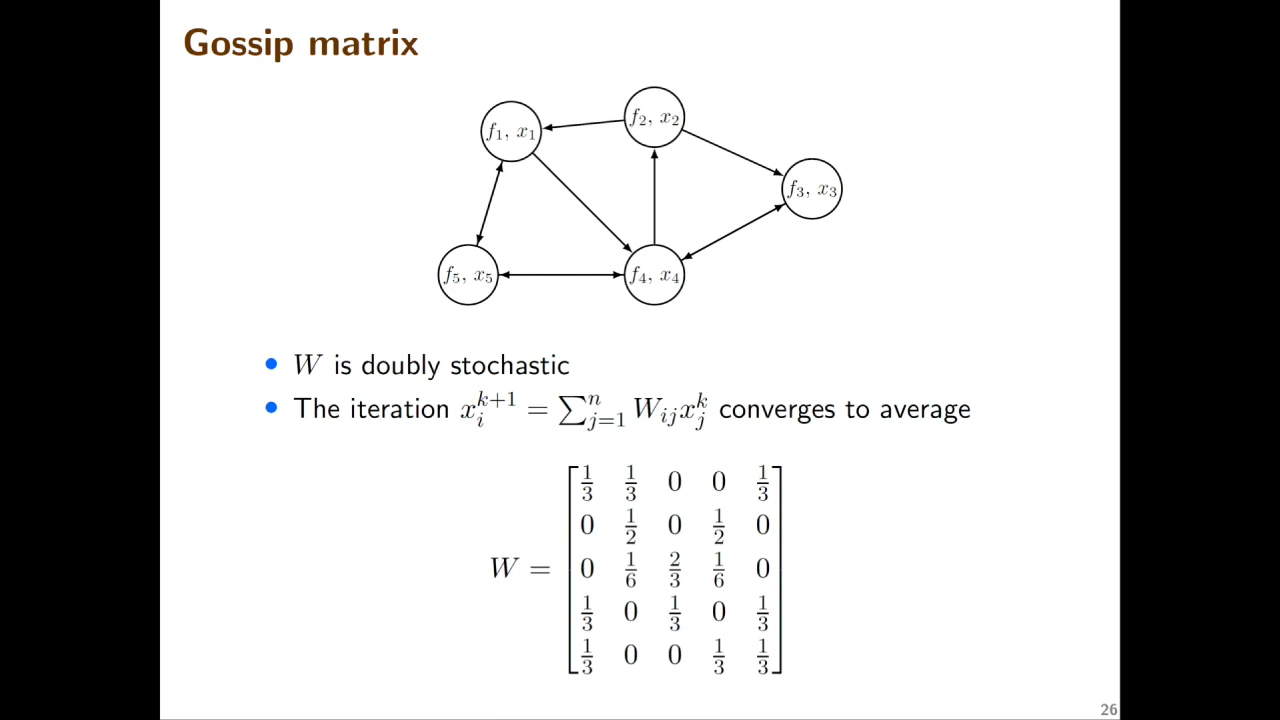 Gossip matrix
f₂, x₂
f₁, x₁
f₃, x₃
f₅, x₅
f₄, x₄
• W is doubly stochastic
• The iteration xᵢᵏ⁺¹ = ∑ⁿⱼ₌₁ Wᵢⱼxⱼᵏ converges to average
1/3 1/3 0 0 1/3
0 1/2 0 1/2 0
W = 0 1/6 2/3 1/6 0
1/3 0 1/3 0 1/3
1/3 0 0 1/3 1/3
26